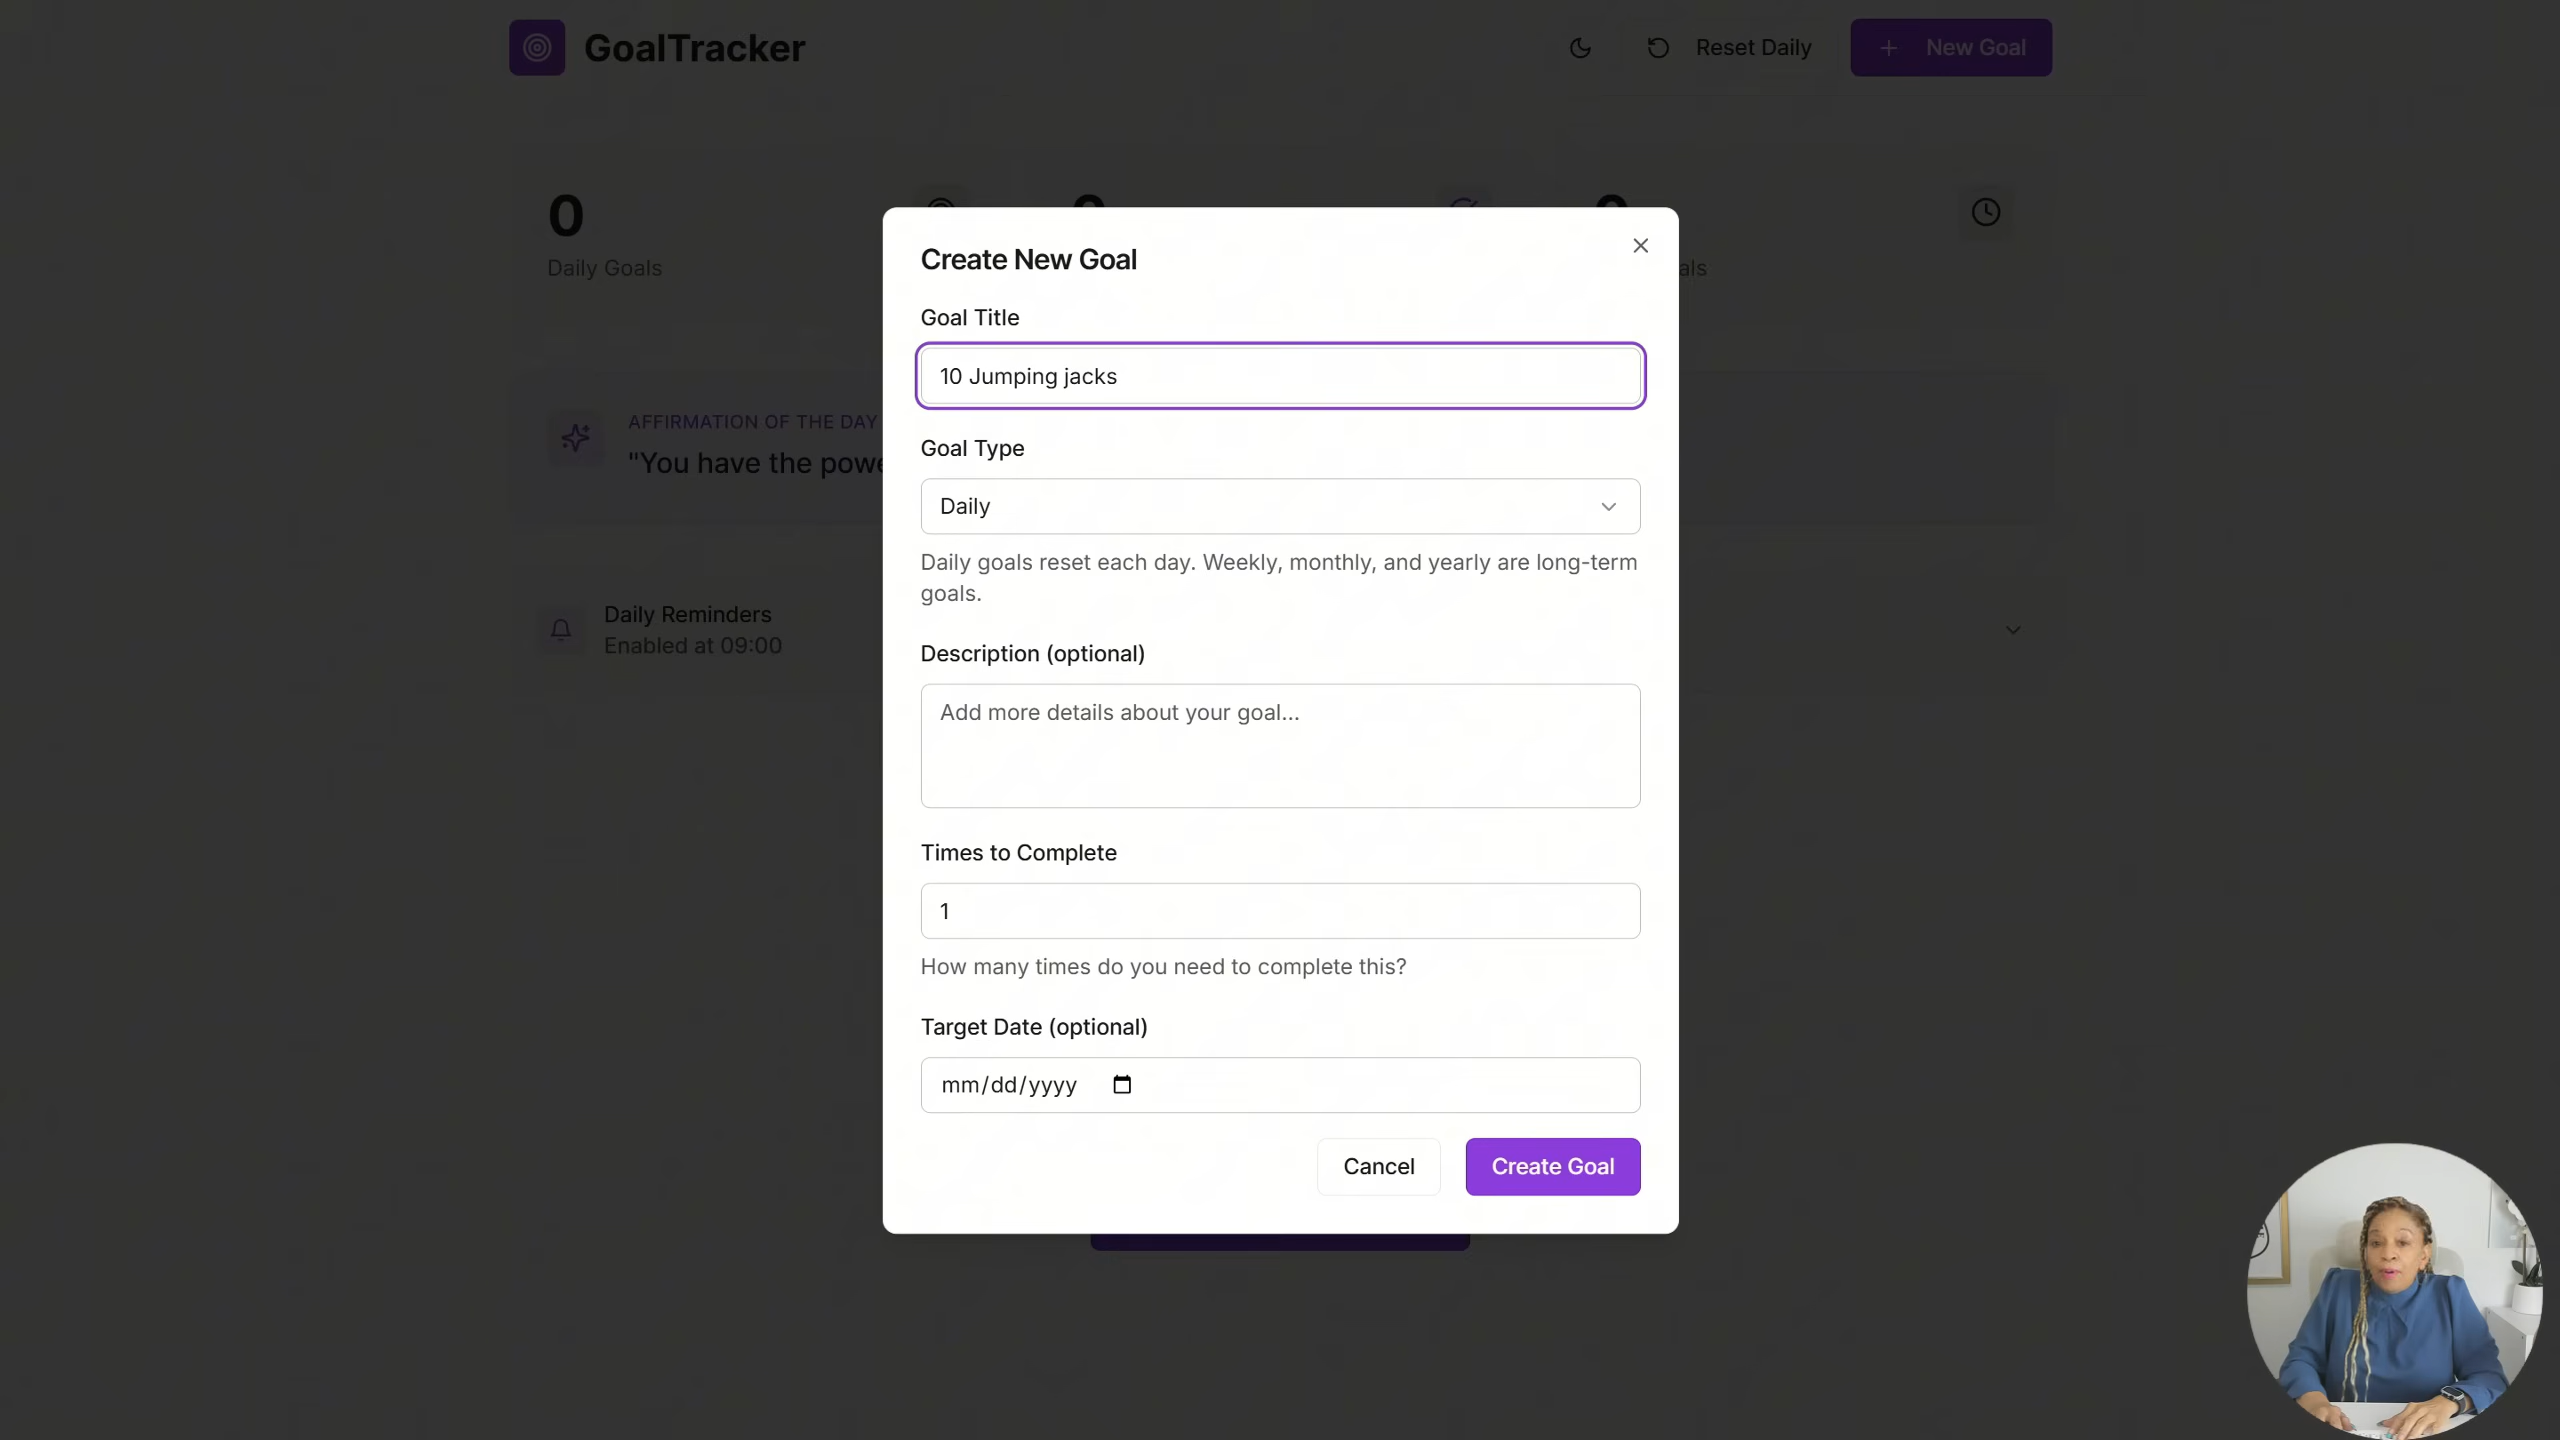 GoalTracker
Reset Daily
New Goal
0
Daily Goals
AFFIRMATION OF THE DAY
"You have the powe
Daily Reminders
Enabled at 09:00
Create New Goal
Goal Title
10 Jumping jacks
Goal Type
Daily
Daily goals reset each day. Weekly, monthly, and yearly are long-term
goals.
Description (optional)
Add more details about your goal...
Times to Complete
1
How many times do you need to complete this?
Target Date (optional)
mm/dd/yyyy
Cancel
Create Goal